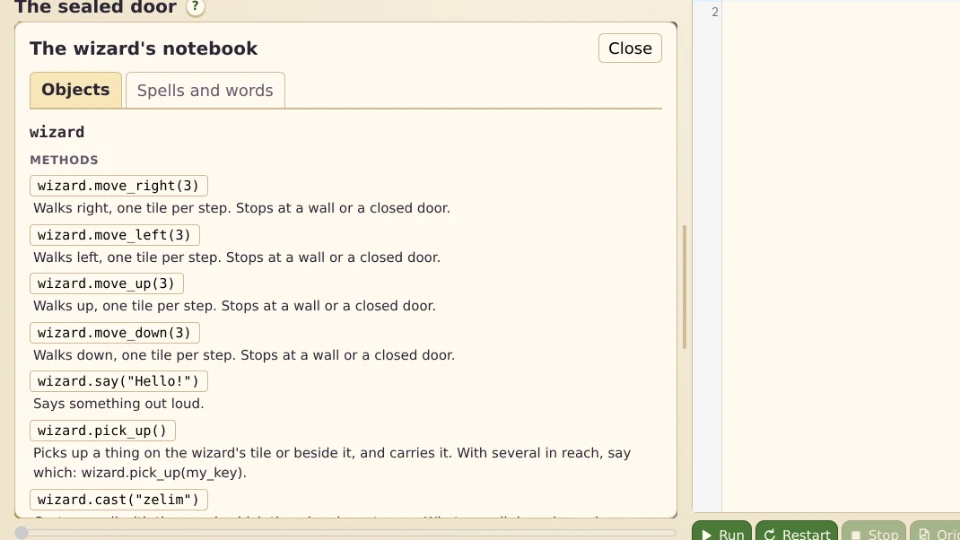 The sealed door ?
2
The wizard's notebook
Close
Objects
Spells and words
wizard
METHODS
wizard.move_right(3)
Walks right, one tile per step. Stops at a wall or a closed door.
wizard.move_left(3)
Walks left, one tile per step. Stops at a wall or a closed door.
wizard.move_up(3)
Walks up, one tile per step. Stops at a wall or a closed door.
wizard.move_down(3)
Walks down, one tile per step. Stops at a wall or a closed door.
wizard.say("Hello!")
Says something out loud.
wizard.pick_up()
Picks up a thing on the wizard's tile or beside it, and carries it. With several in reach, say
which: wizard.pick_up(my_key).
wizard.cast("zelim")
Run
Restart
Stop